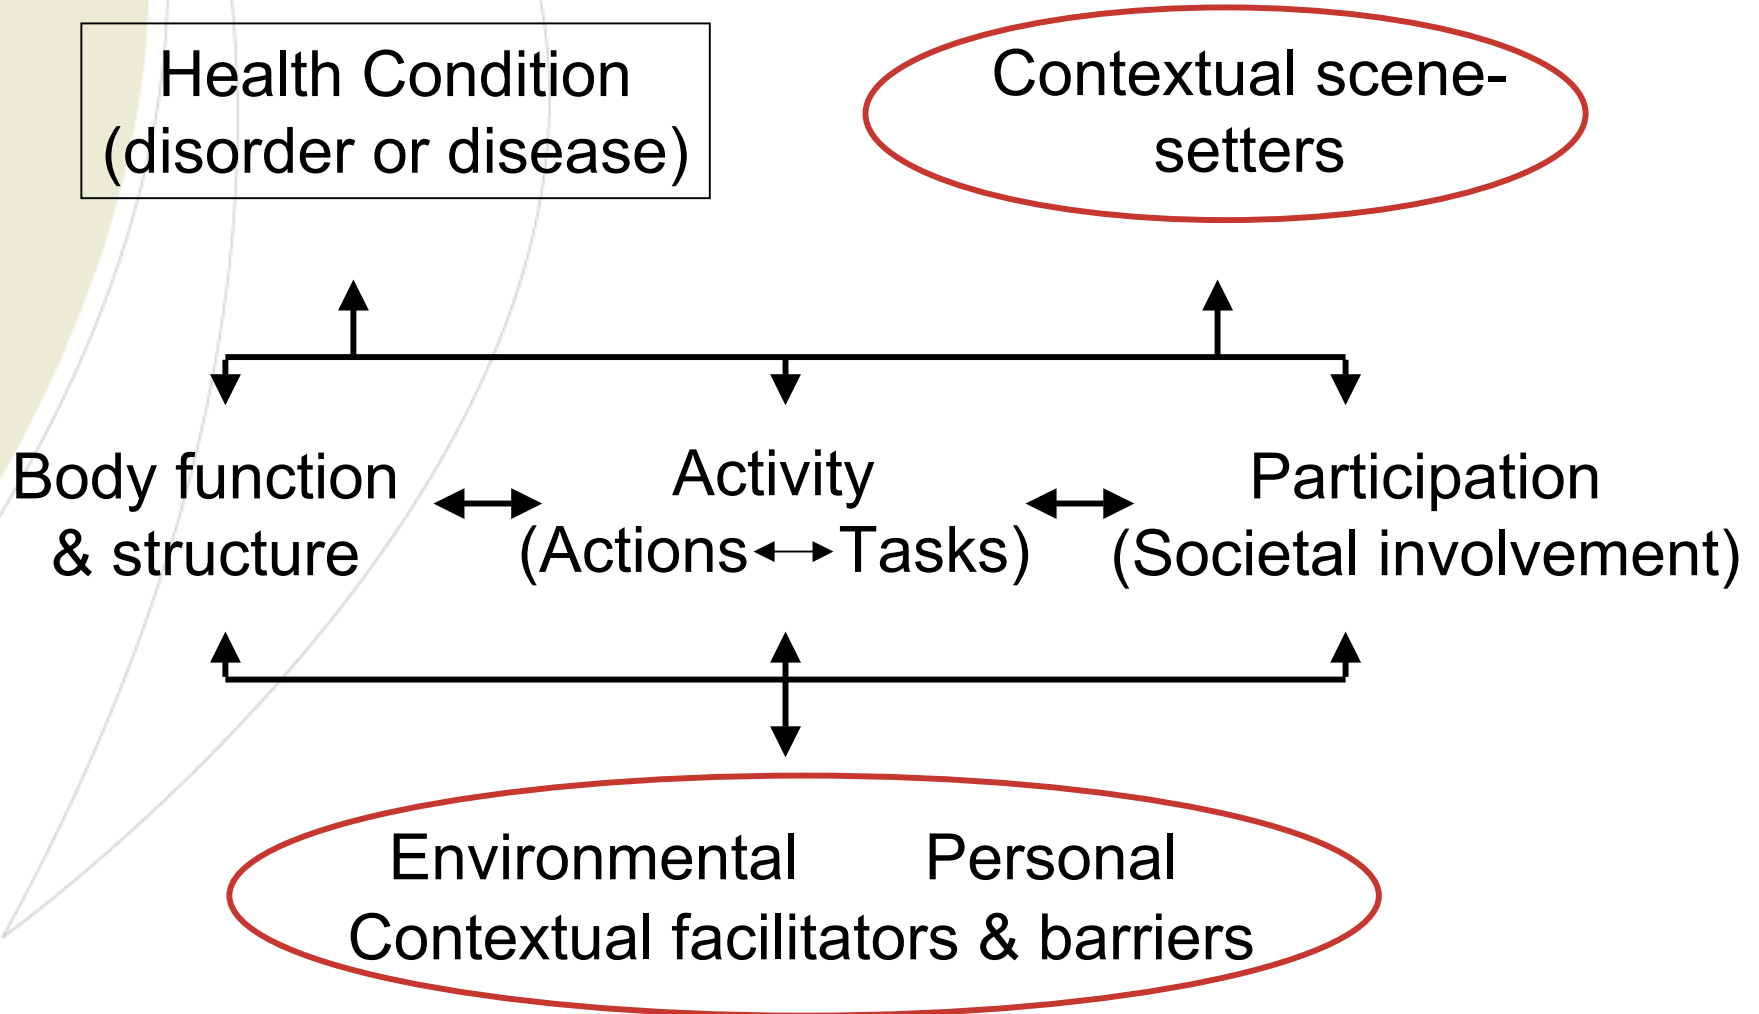 Health Condition
(disorder or disease)
Contextual scene-
setters
Body function
& structure
Activity
(Actions Tasks)
Participation
(Societal involvement)
Environmental Personal
Contextual facilitators & barriers